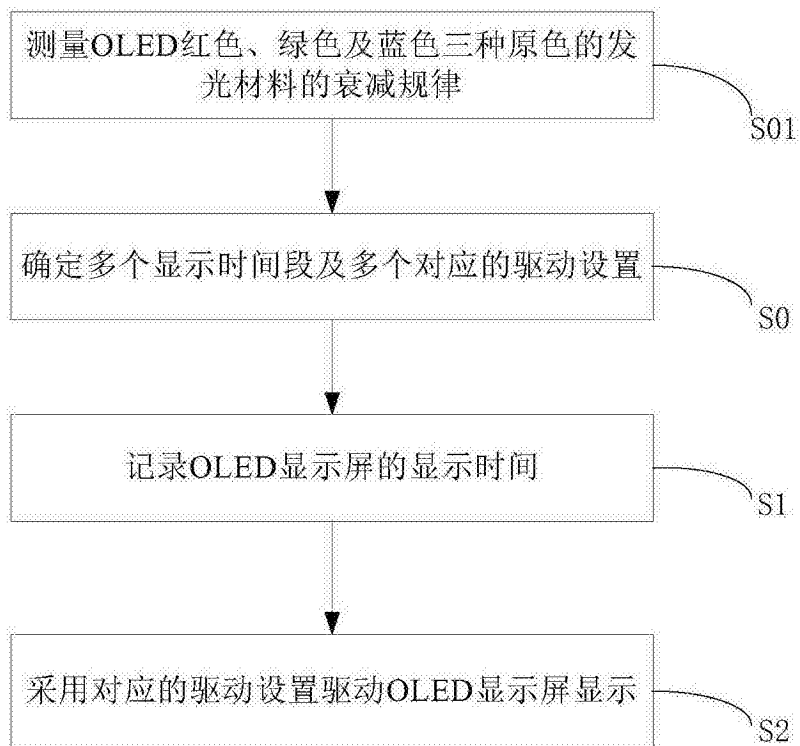 测量OLED红色、绿色及蓝色三种原色的发
光材料的衰减规律
S01
确定多个显示时间段及多个对应的驱动设置
S0
记录OLED显示屏的显示时间
S1
采用对应的驱动设置驱动OLED显示屏显示
S2